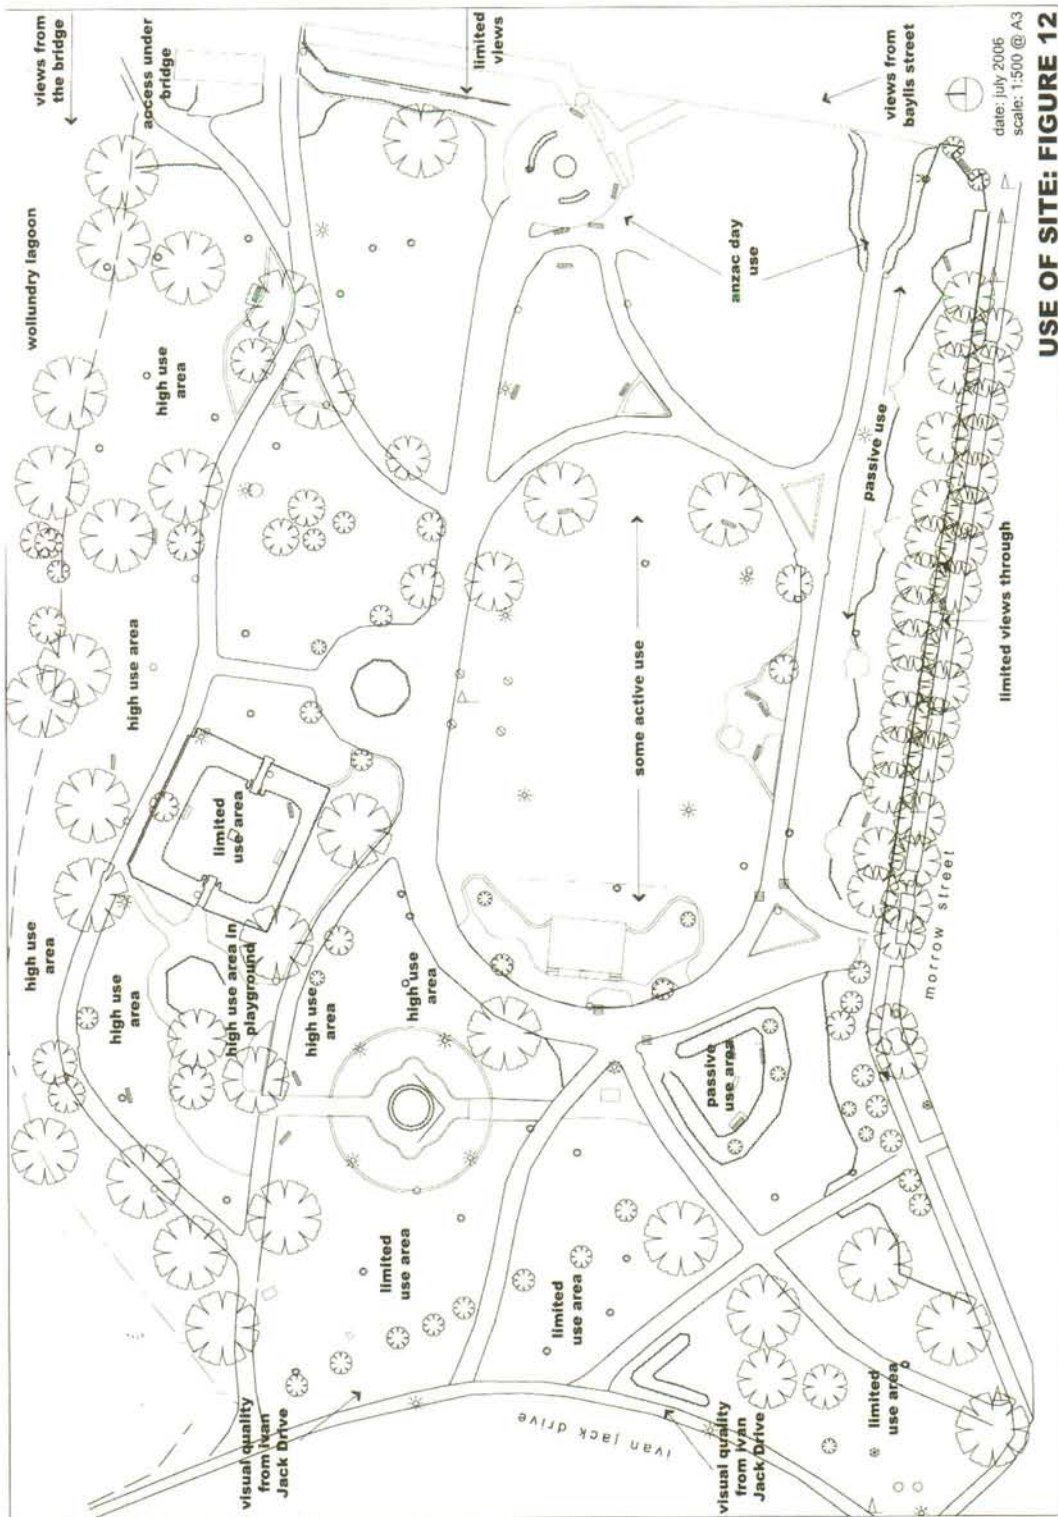 views from
the bridge
access under
bridge
limited
views
views from
baylis street
wollundry lagoon
high use
area
anzac day
use
passive use
high use area
some active use
limited views through
limited
use area
high use
area
high use
area
high use area in
playground
high use
area
high use
area
morrow street
passive
use area
limited
use area
limited
use area
limited
use area
visual quality
from ivan
Jack Drive
ivan jack drive
visual quality
from ivan
Jack Drive
date: july 2006
scale: 1:500 @ A3
USE OF SITE: FIGURE 12